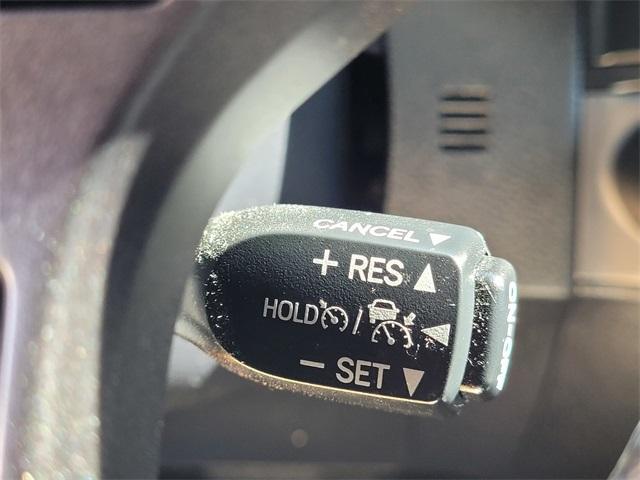 CANCEL ▼
+ RES ▲
HOLD / ◀
− SET ▼
ON-OFF